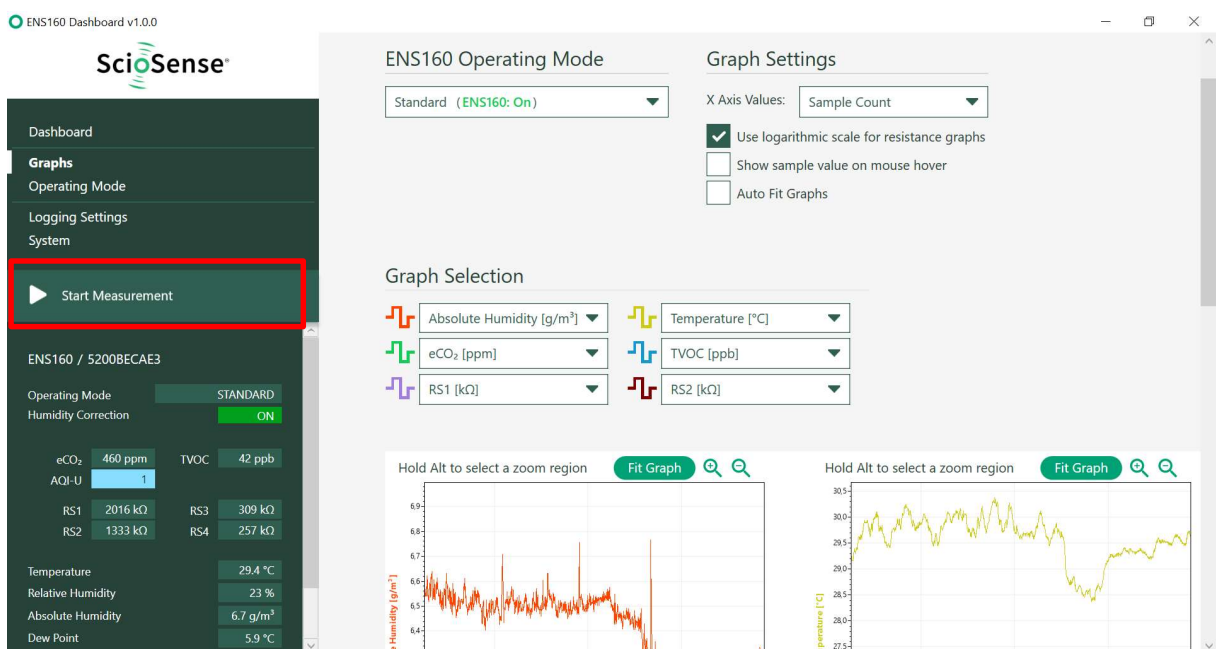 ENS160 Dashboard v1.0.0
ScioSense®
Dashboard
Graphs
Operating Mode
Logging Settings
System
Start Measurement
ENS160 / 5200BECAE3
Operating Mode STANDARD
Humidity Correction ON
eCO₂ 460 ppm TVOC 42 ppb
AQI-U 1
RS1 2016 kΩ RS3 309 kΩ
RS2 1333 kΩ RS4 257 kΩ
Temperature 29.4 °C
Relative Humidity 23 %
Absolute Humidity 6.7 g/m³
Dew Point 5.9 °C
ENS160 Operating Mode
Standard (ENS160: On)
Graph Settings
X Axis Values: Sample Count
Use logarithmic scale for resistance graphs
Show sample value on mouse hover
Auto Fit Graphs
Graph Selection
Absolute Humidity [g/m³] Temperature [°C]
eCO₂ [ppm] TVOC [ppb]
RS1 [kΩ] RS2 [kΩ]
Hold Alt to select a zoom region Fit Graph
6,9
6,8
6,7
6,6
6,5
6,4
Humidity [g/m³]
Hold Alt to select a zoom region Fit Graph
30,5
30,0
29,5
29,0
28,5
28,0
27,5
perature [°C]